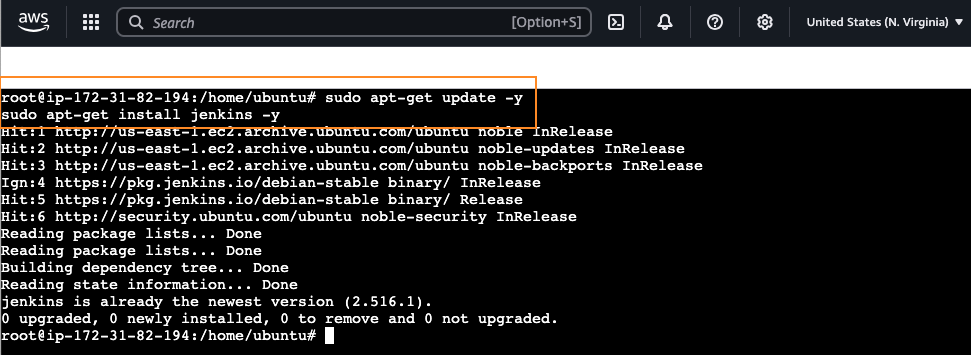 aws
Search [Option+S] United States (N. Virginia)
root@ip-172-31-82-194:/home/ubuntu# sudo apt-get update -y
sudo apt-get install jenkins -y
Hit:1 http://us-east-1.ec2.archive.ubuntu.com/ubuntu noble InRelease
Hit:2 http://us-east-1.ec2.archive.ubuntu.com/ubuntu noble-updates InRelease
Hit:3 http://us-east-1.ec2.archive.ubuntu.com/ubuntu noble-backports InRelease
Ign:4 https://pkg.jenkins.io/debian-stable binary/ InRelease
Hit:5 https://pkg.jenkins.io/debian-stable binary/ Release
Hit:6 http://security.ubuntu.com/ubuntu noble-security InRelease
Reading package lists... Done
Reading package lists... Done
Building dependency tree... Done
Reading state information... Done
jenkins is already the newest version (2.516.1).
0 upgraded, 0 newly installed, 0 to remove and 0 not upgraded.
root@ip-172-31-82-194:/home/ubuntu#